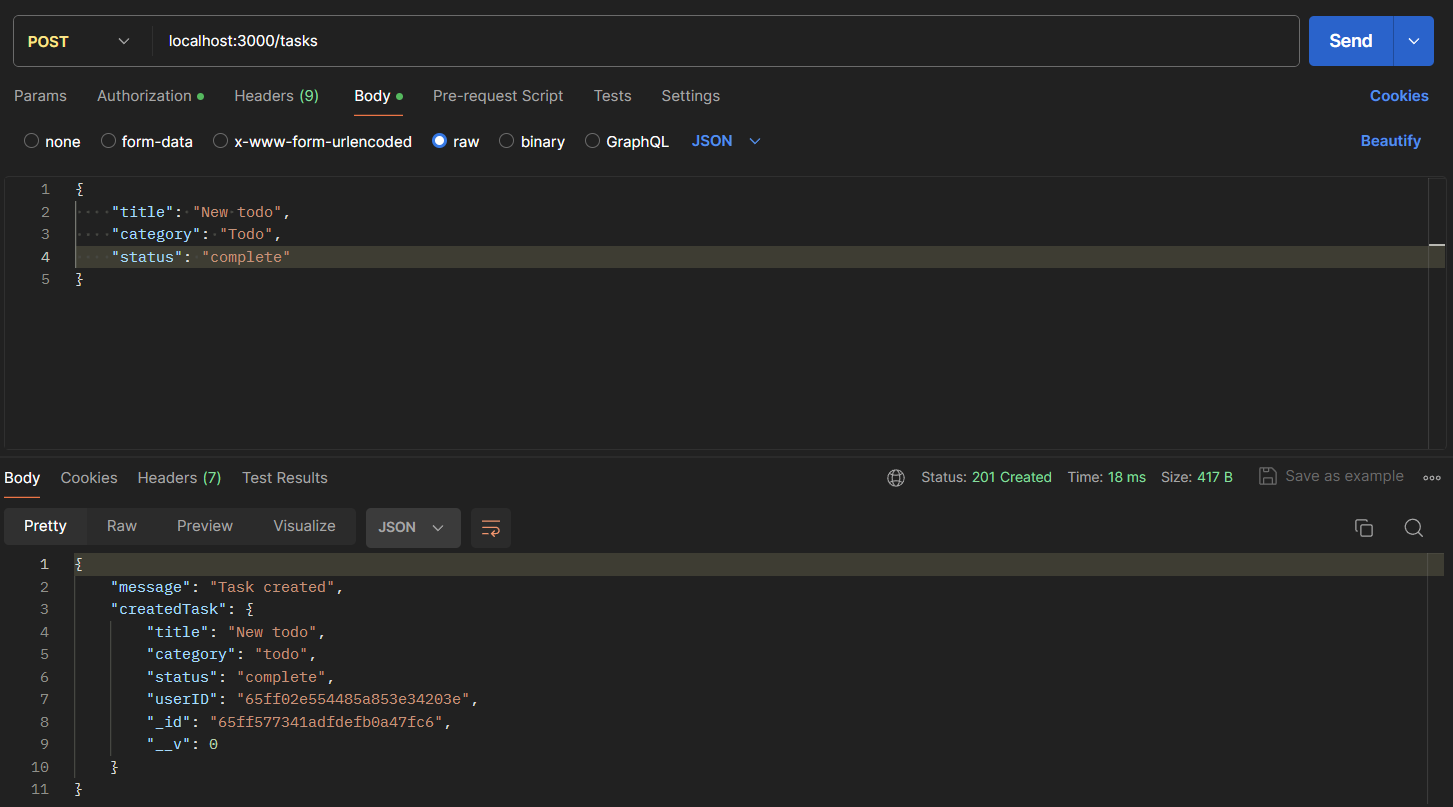 POST localhost:3000/tasks Send
Params Authorization Headers (9) Body Pre-request Script Tests Settings Cookies
none form-data x-www-form-urlencoded raw binary GraphQL JSON Beautify
1 {
2 "title": "New todo",
3 "category": "Todo",
4 "status": "complete"
5 }
Body Cookies Headers (7) Test Results Status: 201 Created Time: 18 ms Size: 417 B Save as example
Pretty Raw Preview Visualize JSON
1 {
2 "message": "Task created",
3 "createdTask": {
4 "title": "New todo",
5 "category": "todo",
6 "status": "complete",
7 "userID": "65ff02e554485a853e34203e",
8 "_id": "65ff577341adfdefb0a47fc6",
9 "__v": 0
10 }
11 }